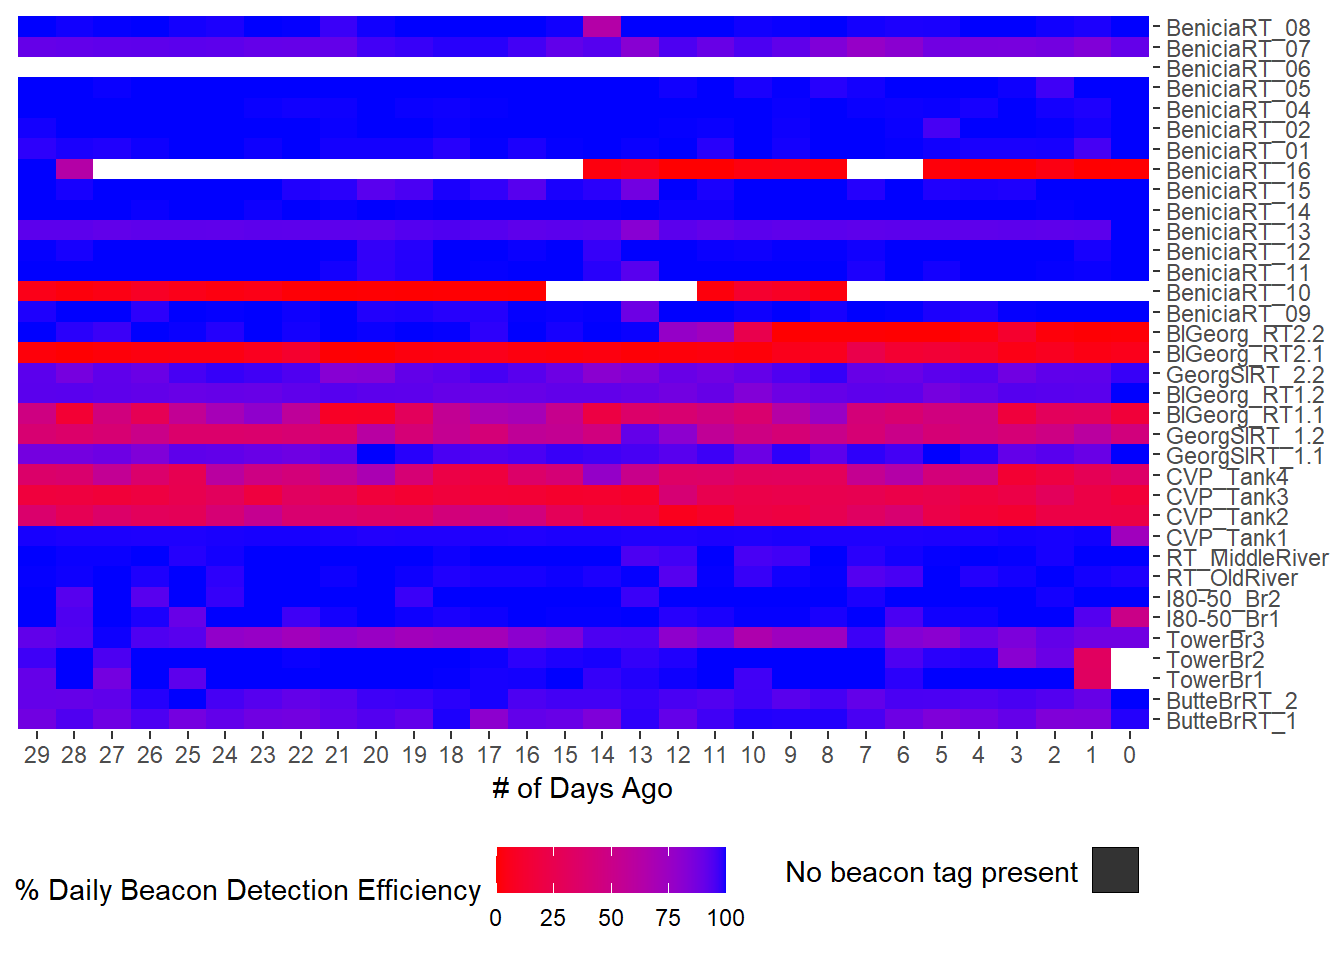 BeniciaRT_08
BeniciaRT_07
BeniciaRT_06
BeniciaRT_05
BeniciaRT_04
BeniciaRT_02
BeniciaRT_01
BeniciaRT_16
BeniciaRT_15
BeniciaRT_14
BeniciaRT_13
BeniciaRT_12
BeniciaRT_11
BeniciaRT_10
BeniciaRT_09
BlGeorg_RT2.2
BlGeorg_RT2.1
GeorgSlRT_2.2
BlGeorg_RT1.2
BlGeorg_RT1.1
GeorgSlRT_1.2
GeorgSlRT_1.1
CVP_Tank4
CVP_Tank3
CVP_Tank2
CVP_Tank1
RT_MiddleRiver
RT_OldRiver
I80-50_Br2
I80-50_Br1
TowerBr3
TowerBr2
TowerBr1
ButteBrRT_2
ButteBrRT_1
29 28 27 26 25 24 23 22 21 20 19 18 17 16 15 14 13 12 11 10 9 8 7 6 5 4 3 2 1 0
# of Days Ago
% Daily Beacon Detection Efficiency
0 25 50 75 100
No beacon tag present